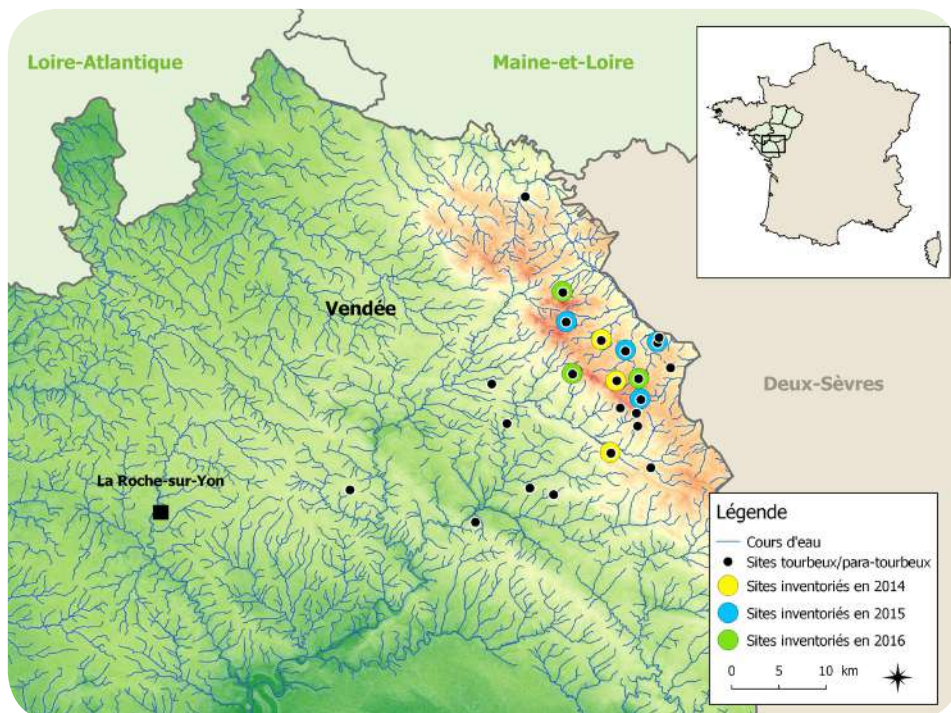 Loire-Atlantique
Maine-et-Loire
Vendée
Deux-Sèvres
La Roche-sur-Yon
Légende
Cours d'eau
Sites tourbeux/para-tourbeux
Sites inventoriés en 2014
Sites inventoriés en 2015
Sites inventoriés en 2016
0 5 10 km